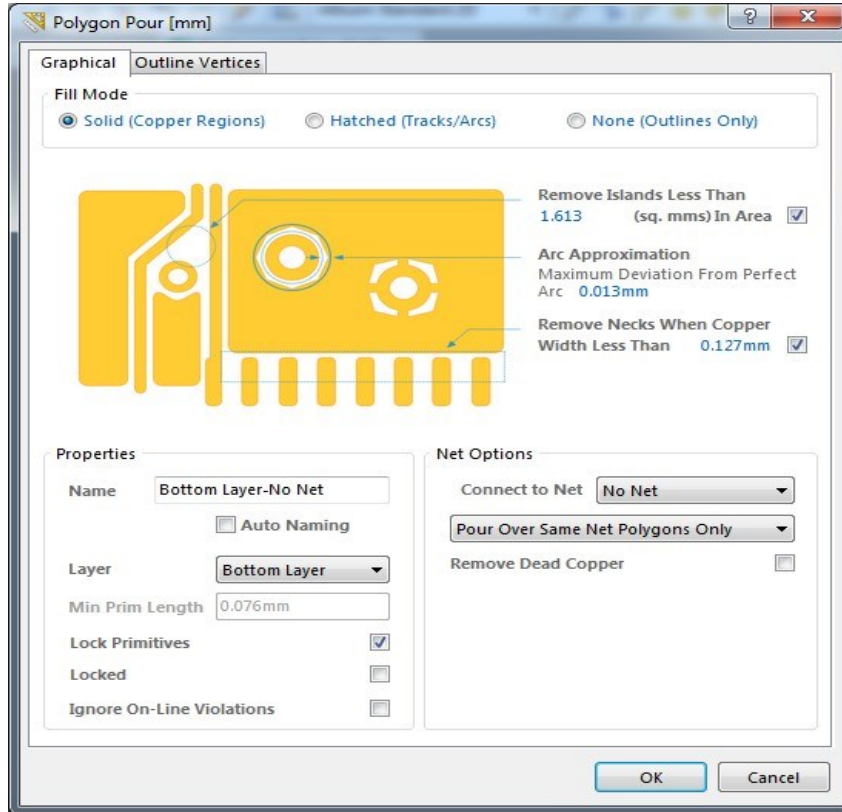 Polygon Pour [mm]
Graphical
Outline Vertices
Fill Mode
Solid (Copper Regions)
Hatched (Tracks/Arcs)
None (Outlines Only)
Remove Islands Less Than
1.613 (sq. mms) In Area
Arc Approximation
Maximum Deviation From Perfect
Arc 0.013mm
Remove Necks When Copper
Width Less Than 0.127mm
Properties
Name Bottom Layer-No Net
Auto Naming
Layer Bottom Layer
Min Prim Length 0.076mm
Lock Primitives
Locked
Ignore On-Line Violations
Net Options
Connect to Net No Net
Pour Over Same Net Polygons Only
Remove Dead Copper
OK
Cancel